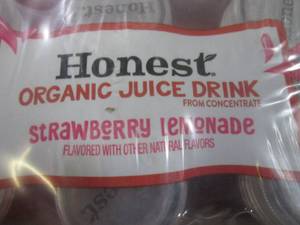 Honest
ORGANIC JUICE DRINK
FROM CONCENTRATE
STRAWBERRY LEMONADE
FLAVORED WITH OTHER NATURAL FLAVORS